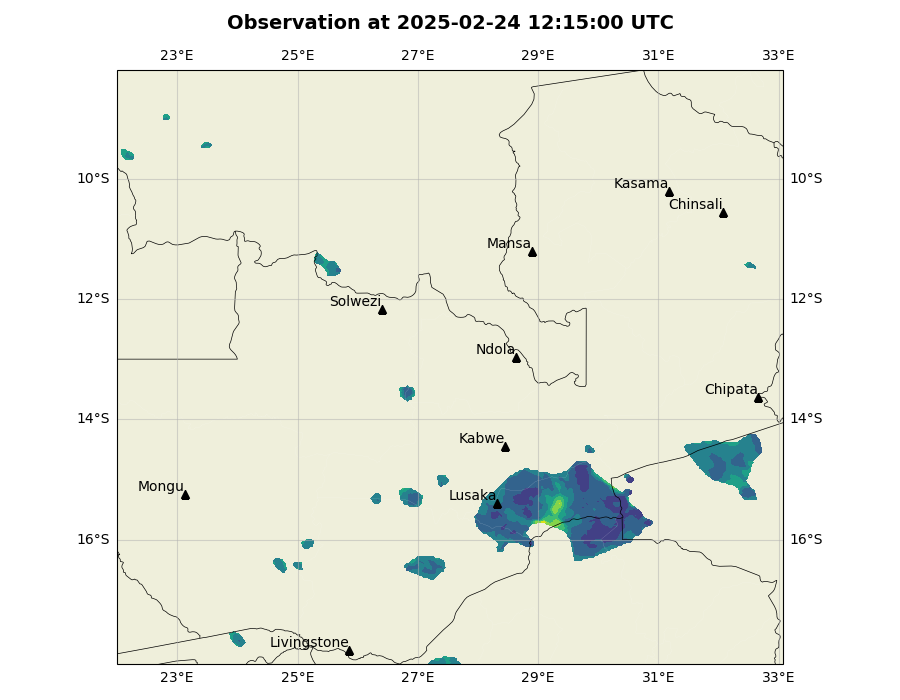 Observation at 2025-02-24 12:15:00 UTC
23°E 25°E 27°E 29°E 31°E 33°E
10°S 10°S
Kasama
Chinsali
Mansa
12°S 12°S
Solwezi
Ndola
Chipata
14°S 14°S
Kabwe
Mongu
Lusaka
16°S 16°S
Livingstone
23°E 25°E 27°E 29°E 31°E 33°E